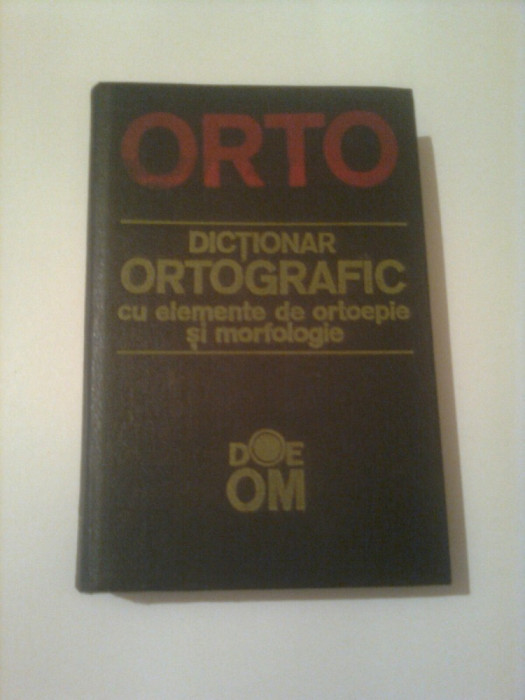 ORTO
DICȚIONAR
ORTOGRAFIC
cu elemente de ortoepie
și morfologie
DOE
OM